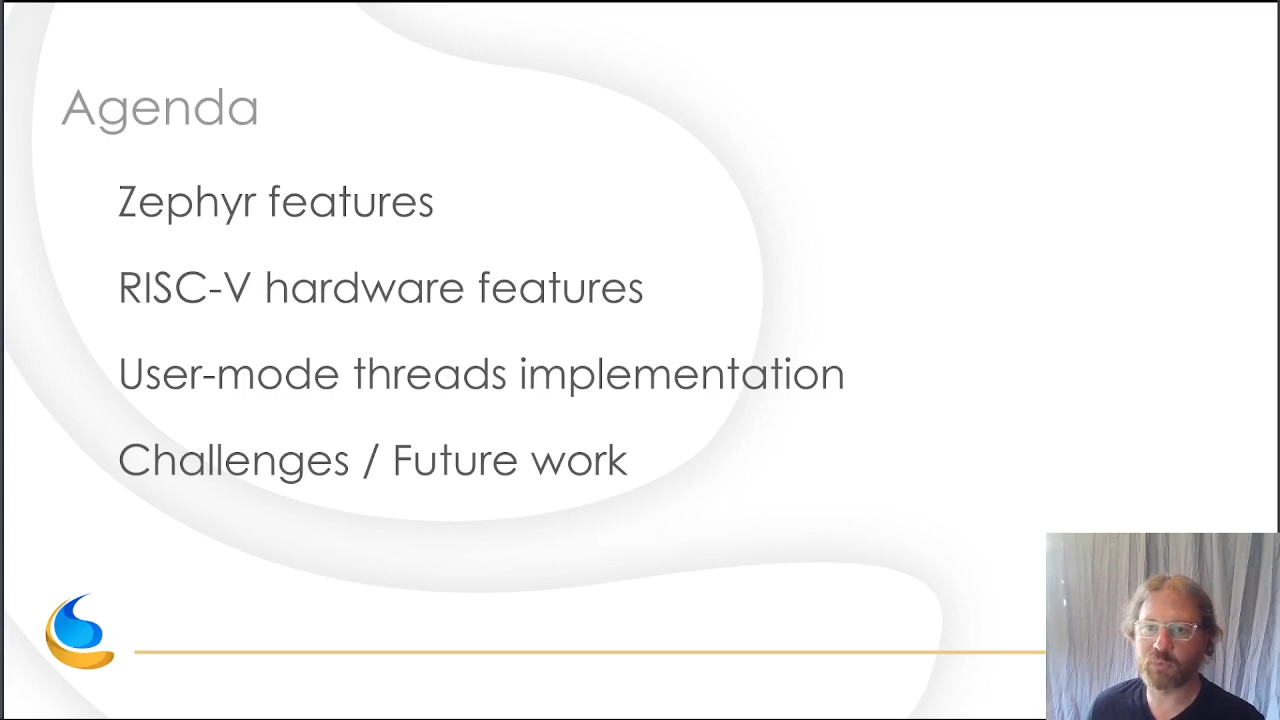 Agenda
Zephyr features
RISC-V hardware features
User-mode threads implementation
Challenges / Future work